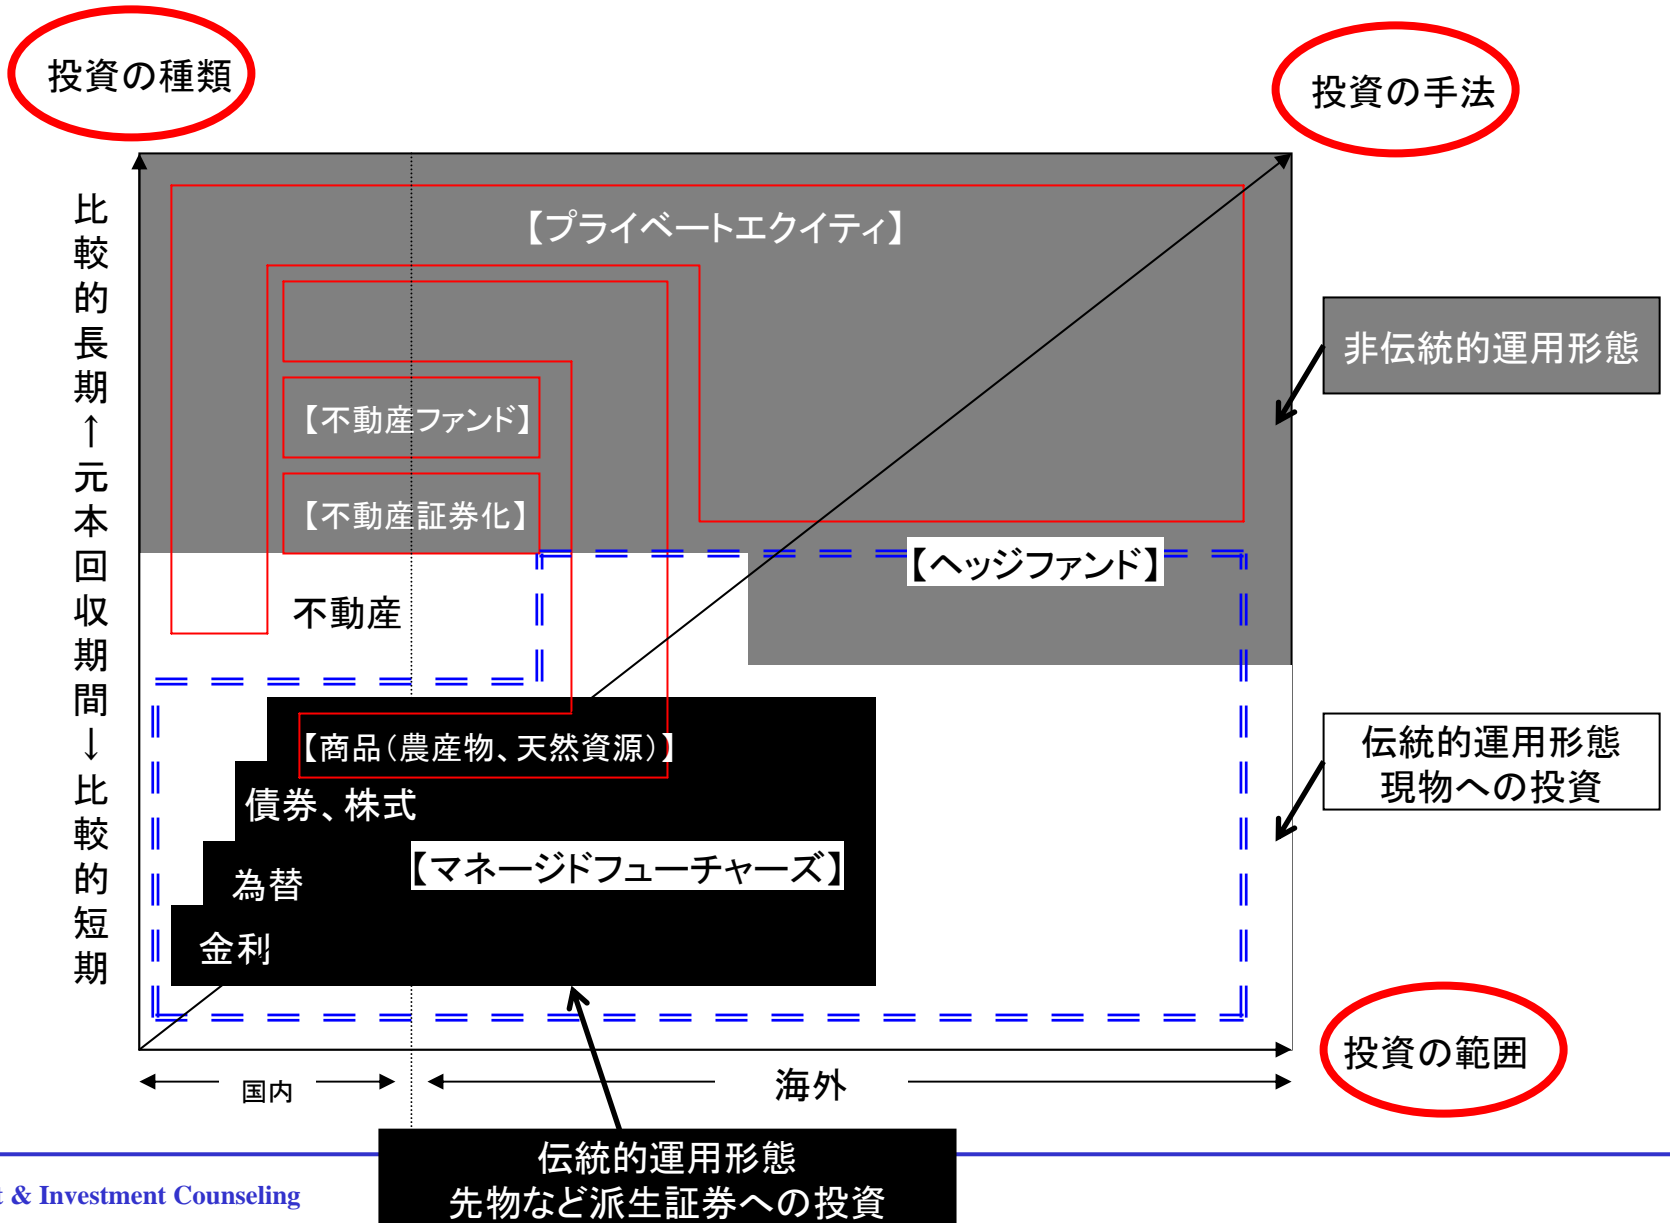 投資の種類
投資の手法
比較的長期↑元本回収期間↓比較的短期
【プライベートエクイティ】
非伝統的運用形態
【不動産ファンド】
【不動産証券化】
【ヘッジファンド】
不動産
伝統的運用形態
現物への投資
【商品(農産物、天然資源)】
債券、株式
【マネージドフューチャーズ】
為替
金利
投資の範囲
国内
海外
伝統的運用形態
先物など派生証券への投資
t & Investment Counseling